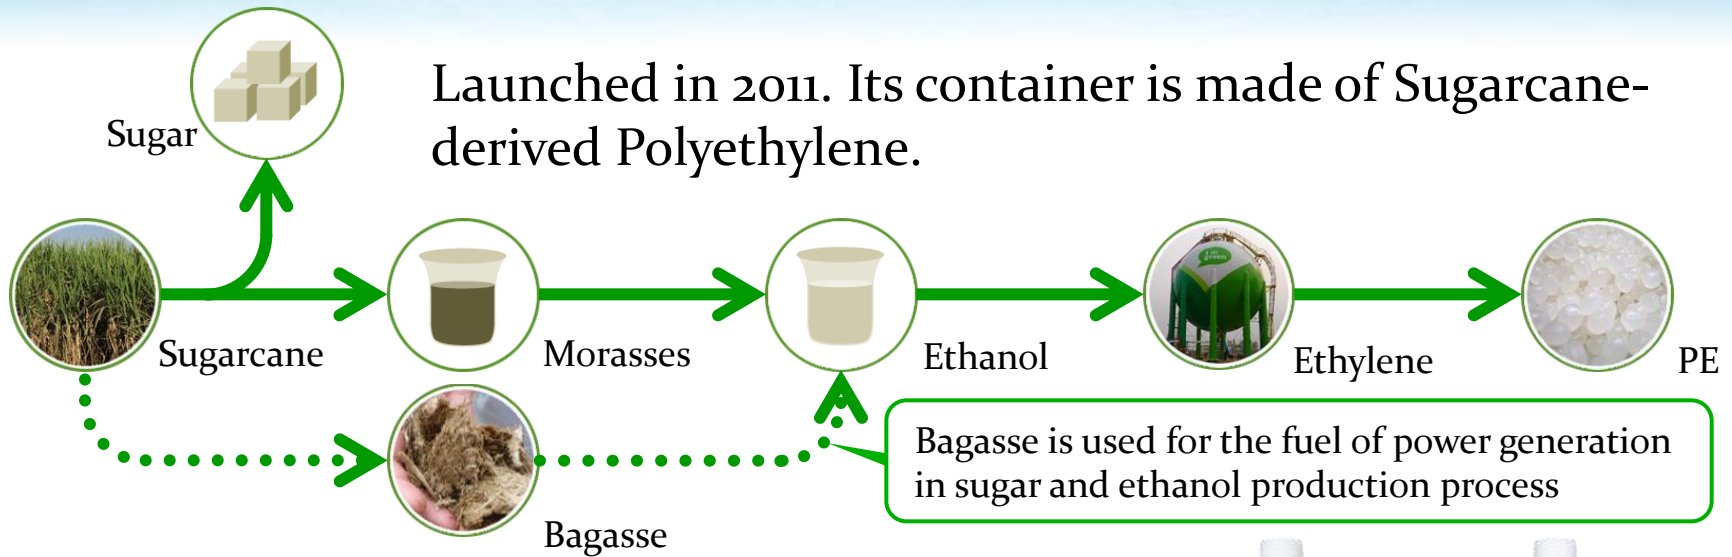 Launched in 2011. Its container is made of Sugarcane-
derived Polyethylene.
Sugar
Sugarcane
Morasses
Ethanol
I'm
green
Ethylene
PE
Bagasse
Bagasse is used for the fuel of power generation
in sugar and ethanol production process